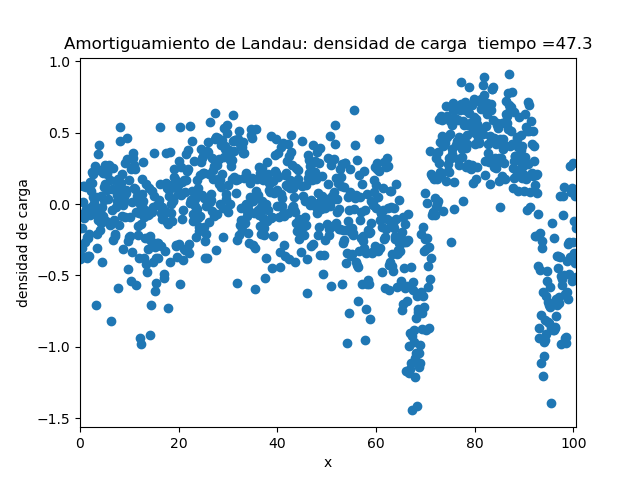 Amortiguamiento de Landau: densidad de carga  tiempo =47.3
1.0
0.5
0.0
−0.5
−1.0
−1.5
densidad de carga
0 20 40 60 80 100
x